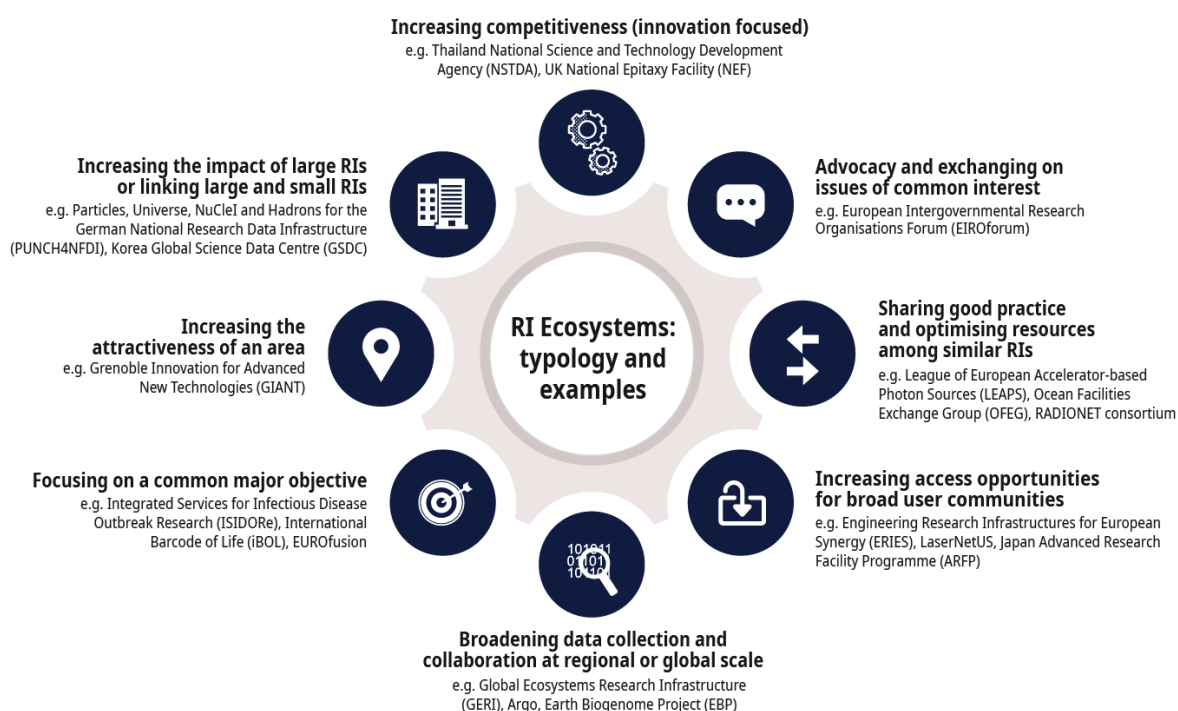 Increasing competitiveness (innovation focused)
e.g. Thailand National Science and Technology Development
Agency (NSTDA), UK National Epitaxy Facility (NEF)
Advocacy and exchanging on
issues of common interest
e.g. European Intergovernmental Research
Organisations Forum (EIROforum)
Sharing good practice
and optimising resources
among similar RIs
e.g. League of European Accelerator-based
Photon Sources (LEAPS), Ocean Facilities
Exchange Group (OFEG), RADIONET consortium
Increasing access opportunities
for broad user communities
e.g. Engineering Research Infrastructures for European
Synergy (ERIES), LaserNetUS, Japan Advanced Research
Facility Programme (ARFP)
Broadening data collection and
collaboration at regional or global scale
e.g. Global Ecosystems Research Infrastructure
(GERI), Argo, Earth Biogenome Project (EBP)
Focusing on a common major objective
e.g. Integrated Services for Infectious Disease
Outbreak Research (ISIDORe), International
Barcode of Life (iBOL), EUROfusion
Increasing the
attractiveness of an area
e.g. Grenoble Innovation for Advanced
New Technologies (GIANT)
Increasing the impact of large RIs
or linking large and small RIs
e.g. Particles, Universe, NuCleI and Hadrons for the
German National Research Data Infrastructure
(PUNCH4NFDI), Korea Global Science Data Centre (GSDC)
RI Ecosystems:
typology and
examples